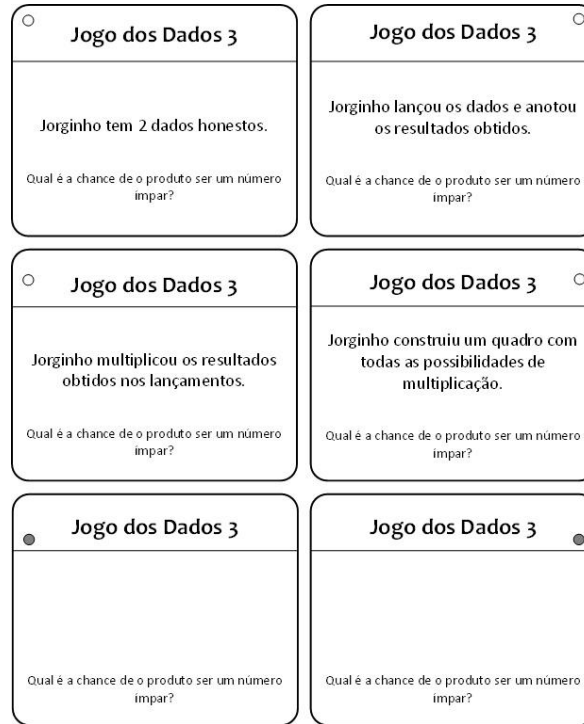 Jogo dos Dados 3
Jorginho tem 2 dados honestos.
Qual é a chance de o produto ser um número
ímpar?
Jogo dos Dados 3
Jorginho lançou os dados e anotou
os resultados obtidos.
Qual é a chance de o produto ser um número
ímpar?
Jogo dos Dados 3
Jorginho multiplicou os resultados
obtidos nos lançamentos.
Qual é a chance de o produto ser um número
ímpar?
Jogo dos Dados 3
Jorginho construiu um quadro com
todas as possibilidades de
multiplicação.
Qual é a chance de o produto ser um número
ímpar?
Jogo dos Dados 3
Qual é a chance de o produto ser um número
ímpar?
Jogo dos Dados 3
Qual é a chance de o produto ser um número
ímpar?